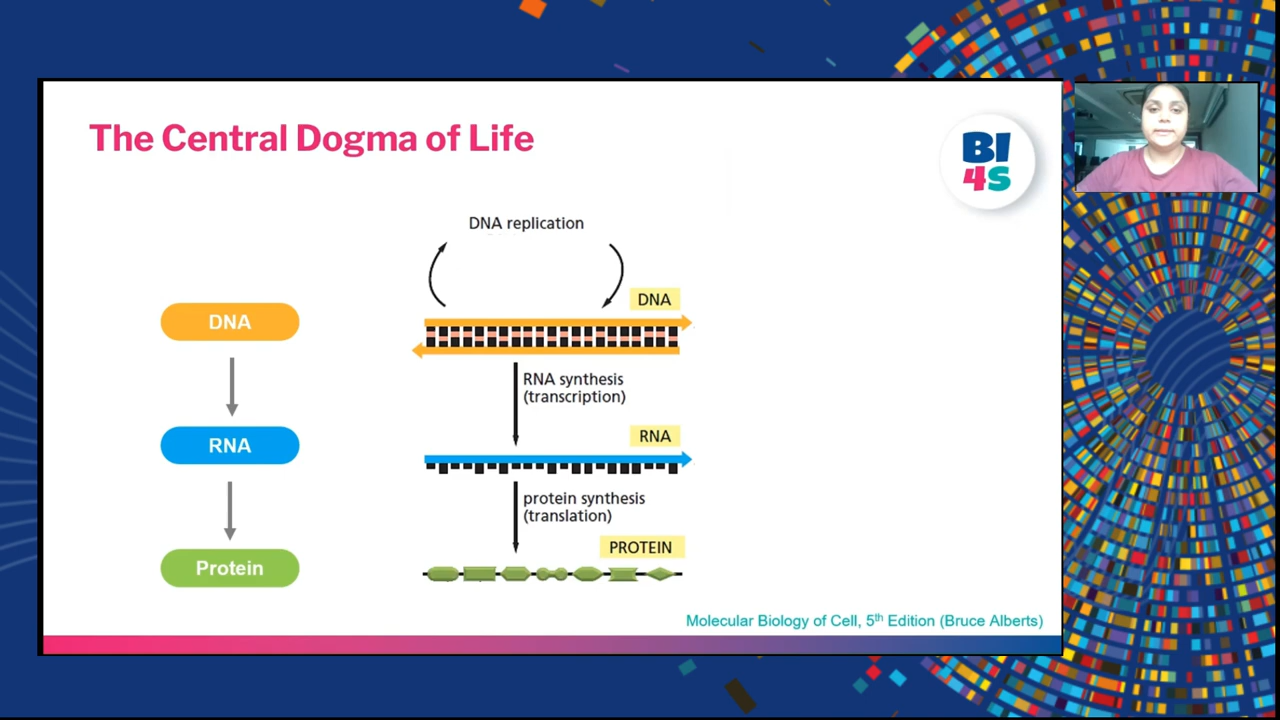 The Central Dogma of Life
BI
4S
DNA replication
DNA
DNA
RNA synthesis
(transcription)
RNA
RNA
protein synthesis
(translation)
PROTEIN
Protein
Molecular Biology of Cell, 5th Edition (Bruce Alberts)